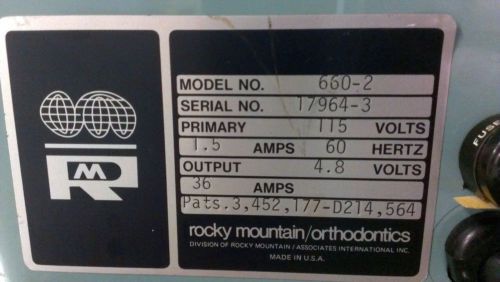 MODEL NO. 660-2
SERIAL NO. 17964-3
PRIMARY 115 VOLTS
1.5 AMPS 60 HERTZ
OUTPUT 4.8 VOLTS
36 AMPS
Pats.3,452,177-D214,564
rocky mountain/orthodontics
DIVISION OF ROCKY MOUNTAIN/ASSOCIATES INTERNATIONAL INC.
MADE IN U.S.A.
RM
FUSE